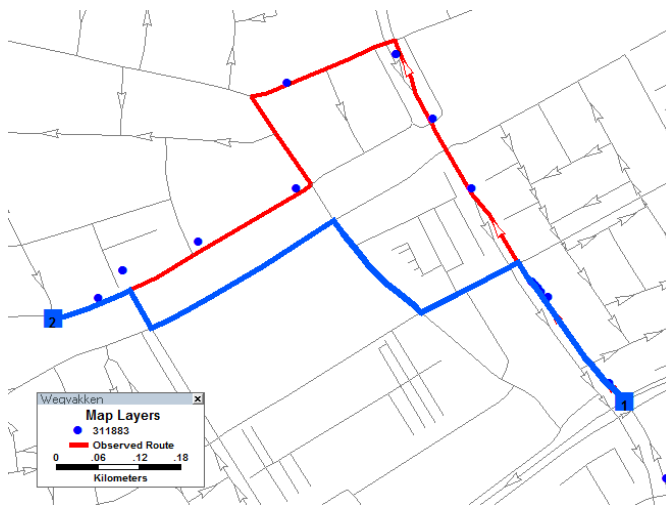 2
1
Wegvakken
Map Layers
311883
Observed Route
0 .06 .12 .18
Kilometers